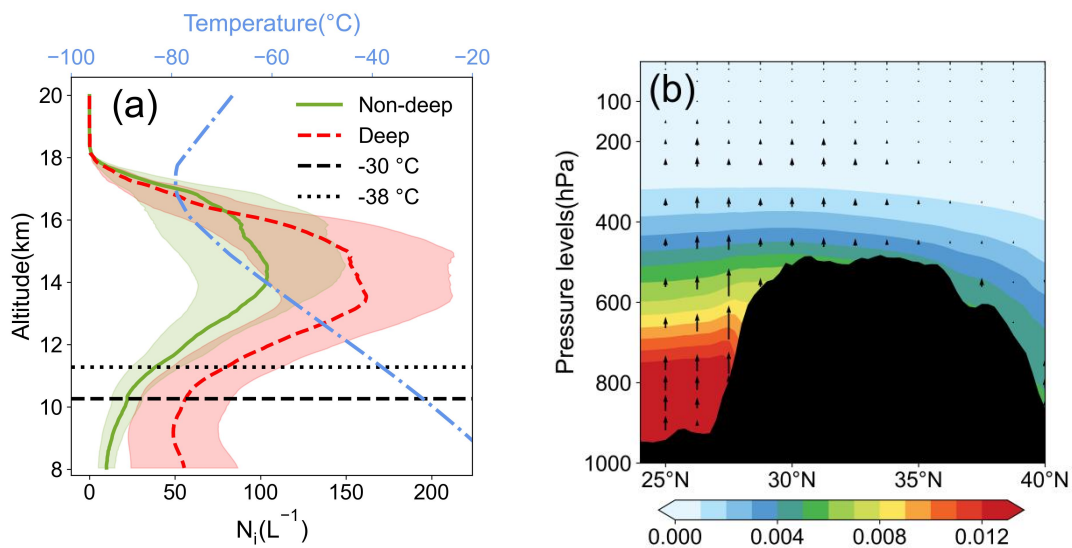 Temperature(°C)
−100 −80 −60 −40 −20
(a)
Non-deep
Deep
-30 °C
-38 °C
Altitude(km)
20
18
16
14
12
10
8
0 50 100 150 200
N_i(L⁻¹)
(b)
Pressure levels(hPa)
100
200
400
600
800
1000
25°N 30°N 35°N 40°N
0.000 0.004 0.008 0.012